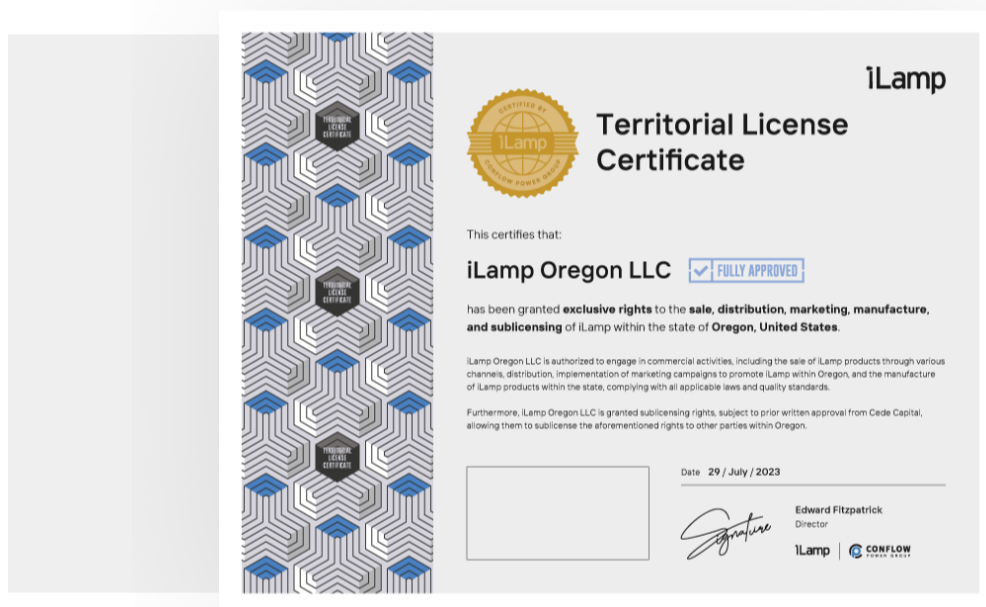 iLamp
CERTIFIED BY
iLamp
CONFLOW POWER GROUP
Territorial License
Certificate
TERRITORIAL
LICENSE
CERTIFICATE
This certifies that:
iLamp Oregon LLC
FULLY APPROVED
has been granted exclusive rights to the sale, distribution, marketing, manufacture,
and sublicensing of iLamp within the state of Oregon, United States.
TERRITORIAL
LICENSE
CERTIFICATE
iLamp Oregon LLC is authorized to engage in commercial activities, including the sale of iLamp products through various
channels, distribution, implementation of marketing campaigns to promote iLamp within Oregon, and the manufacture
of iLamp products within the state, complying with all applicable laws and quality standards.
Furthermore, iLamp Oregon LLC is granted sublicensing rights, subject to prior written approval from Cede Capital,
allowing them to sublicense the aforementioned rights to other parties within Oregon.
TERRITORIAL
LICENSE
CERTIFICATE
Date 29 / July / 2023
Signature
Edward Fitzpatrick
Director
iLamp
CONFLOW
POWER GROUP